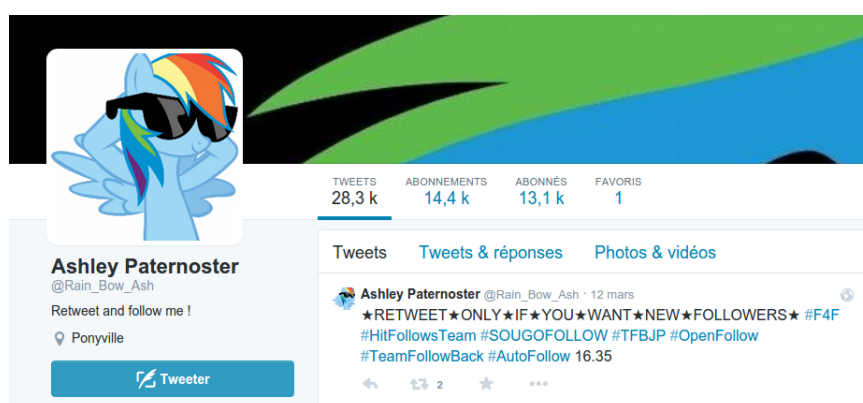 TWEETS ABONNEMENTS ABONNÉS FAVORIS
28,3 k 14,4 k 13,1 k 1
Ashley Paternoster
@Rain_Bow_Ash
Retweet and follow me !
Ponyville
Tweeter
Tweets Tweets & réponses Photos & vidéos
Ashley Paternoster @Rain_Bow_Ash · 12 mars
★RETWEET★ONLY★IF★YOU★WANT★NEW★FOLLOWERS★ #F4F
#HitFollowsTeam #SOUGOFOLLOW #TFBJP #OpenFollow
#TeamFollowBack #AutoFollow 16.35
2